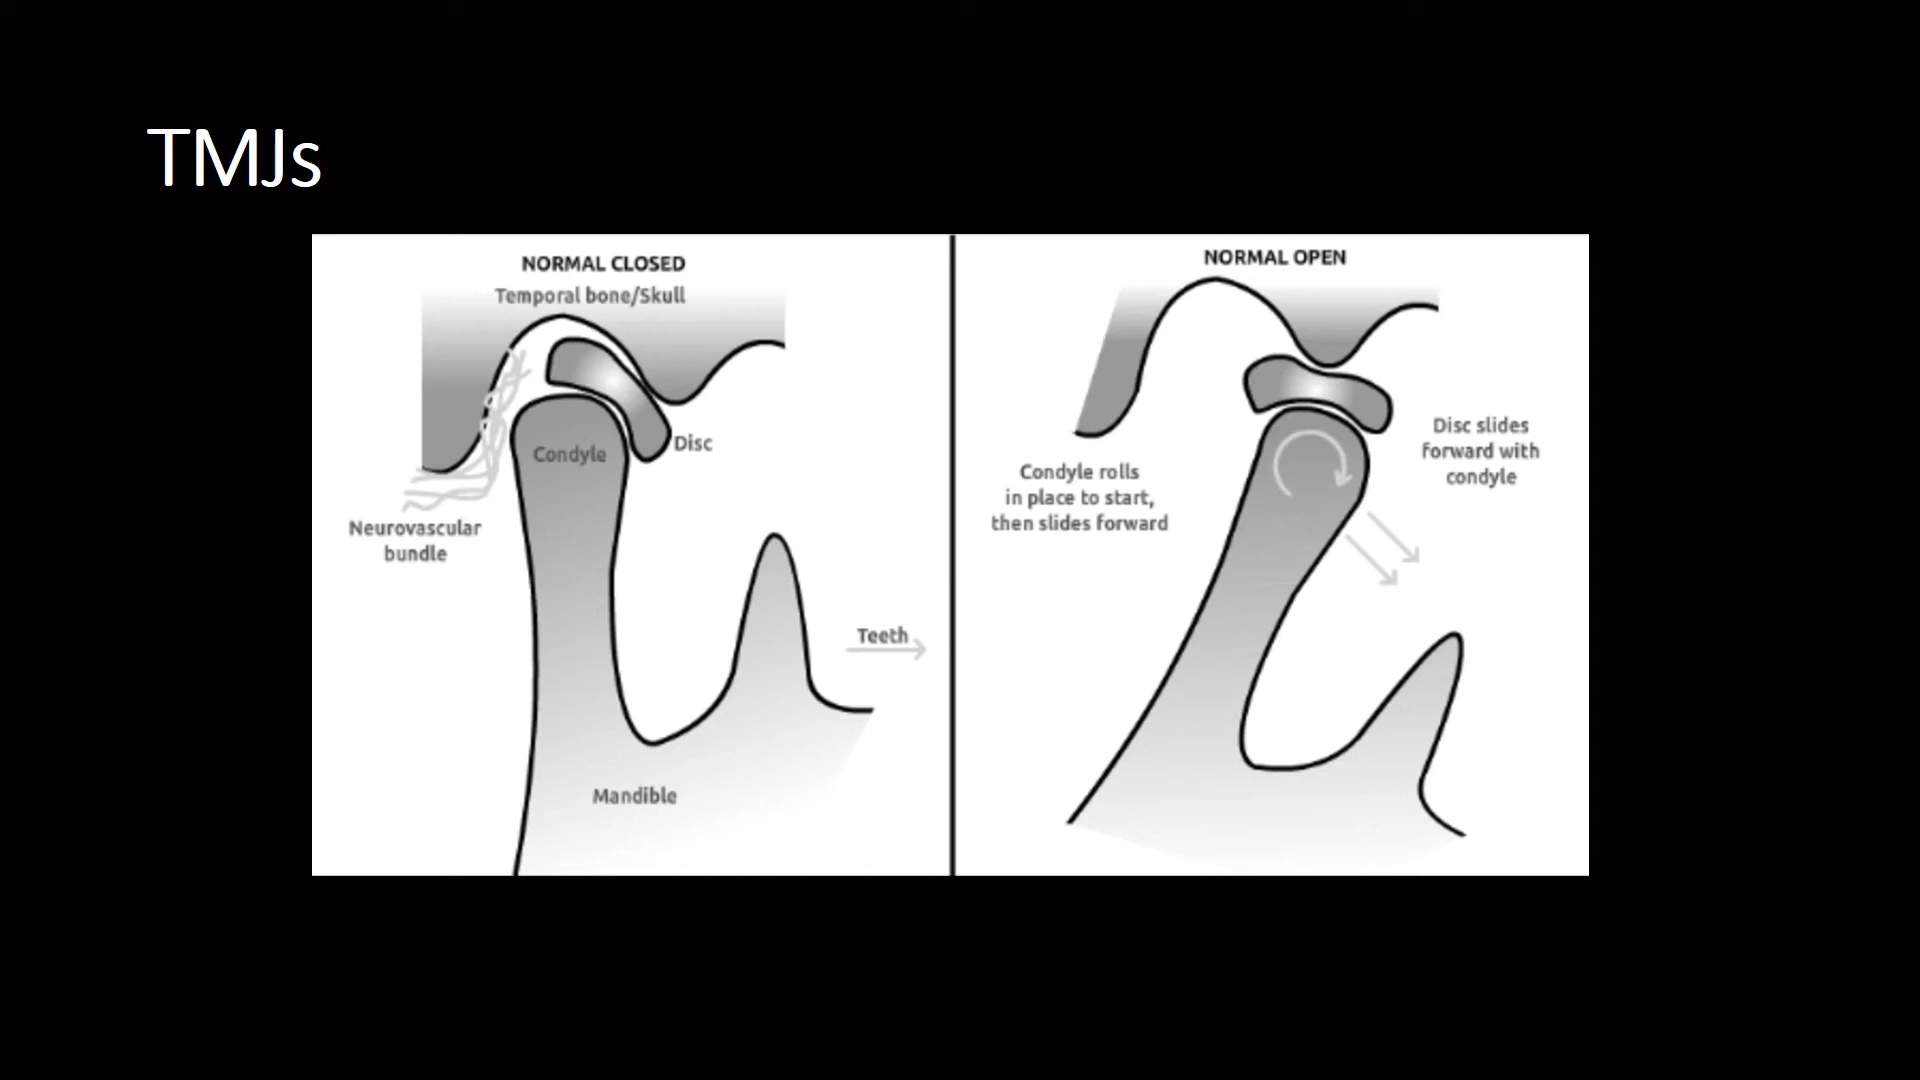 TMJs
NORMAL CLOSED
Temporal bone/Skull
Condyle
Disc
Neurovascular
bundle
Teeth
Mandible
NORMAL OPEN
Disc slides
forward with
condyle
Condyle rolls
in place to start,
then slides forward